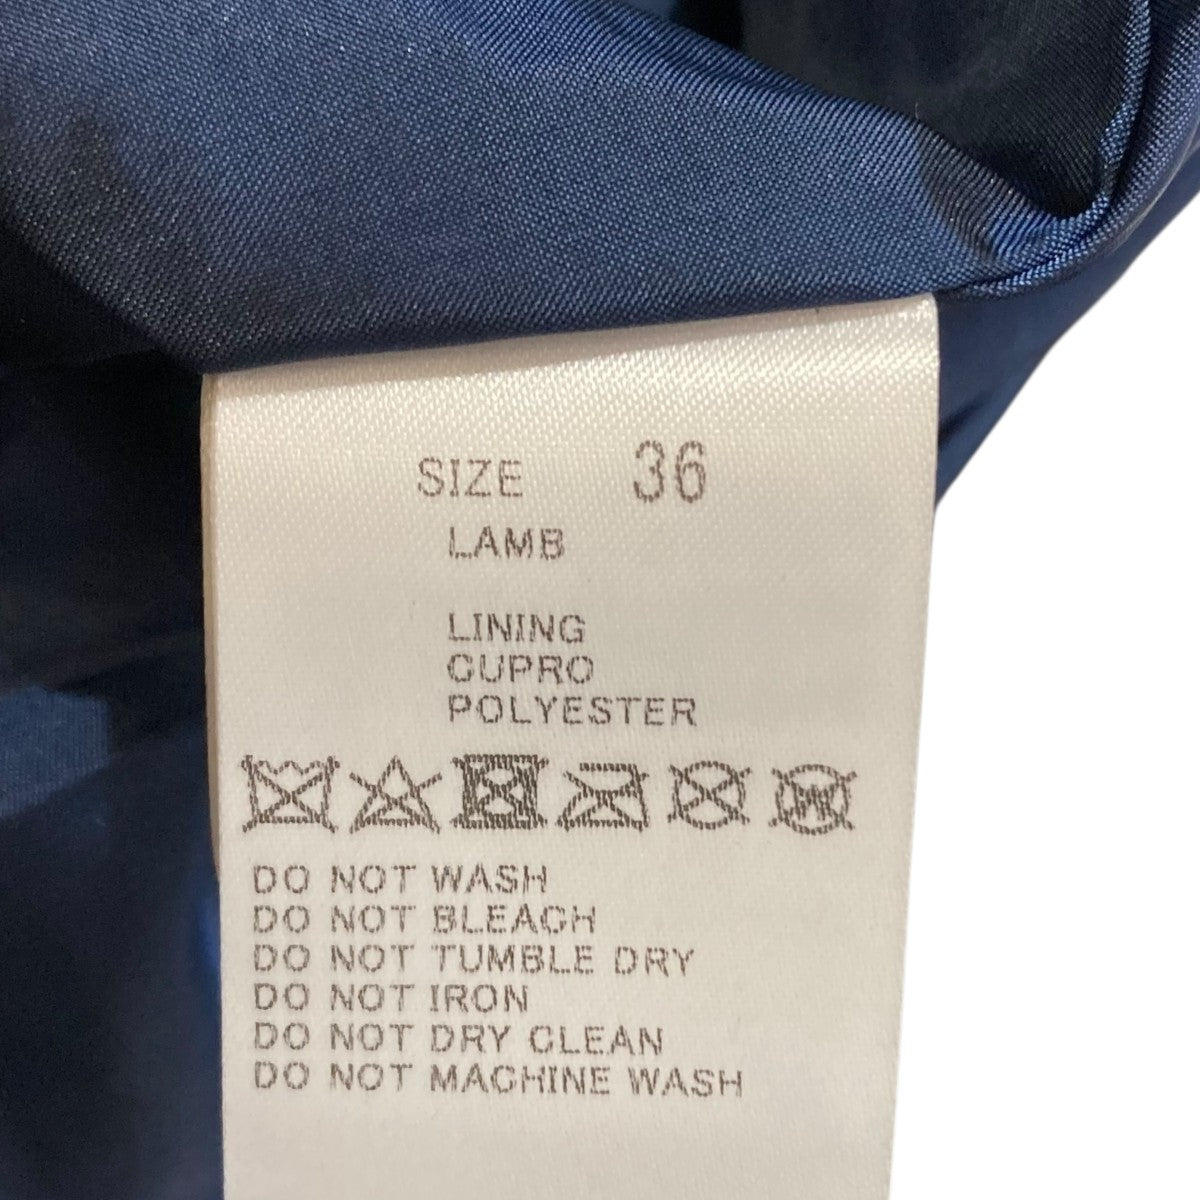 SIZE 36
LAMB
LINING
CUPRO
POLYESTER
W
DO NOT WASH
DO NOT BLEACH
DO NOT TUMBLE DRY
DO NOT IRON
DO NOT DRY CLEAN
DO NOT MACHINE WASH